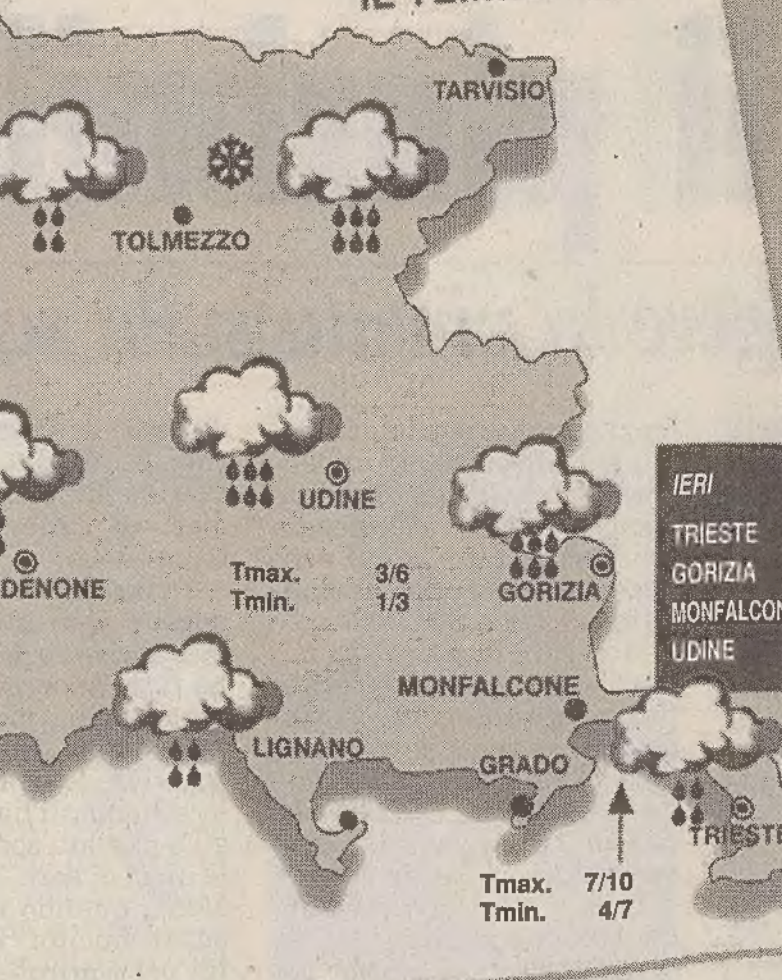 TARVISIO
TOLMEZZO
UDINE
DENONE
Tmax. 3/6
Tmin. 1/3
GORIZIA
IERI
TRIESTE
GORIZIA
MONFALCON
UDINE
MONFALCONE
LIGNANO
GRADO
TRIESTE
Tmax. 7/10
Tmin. 4/7